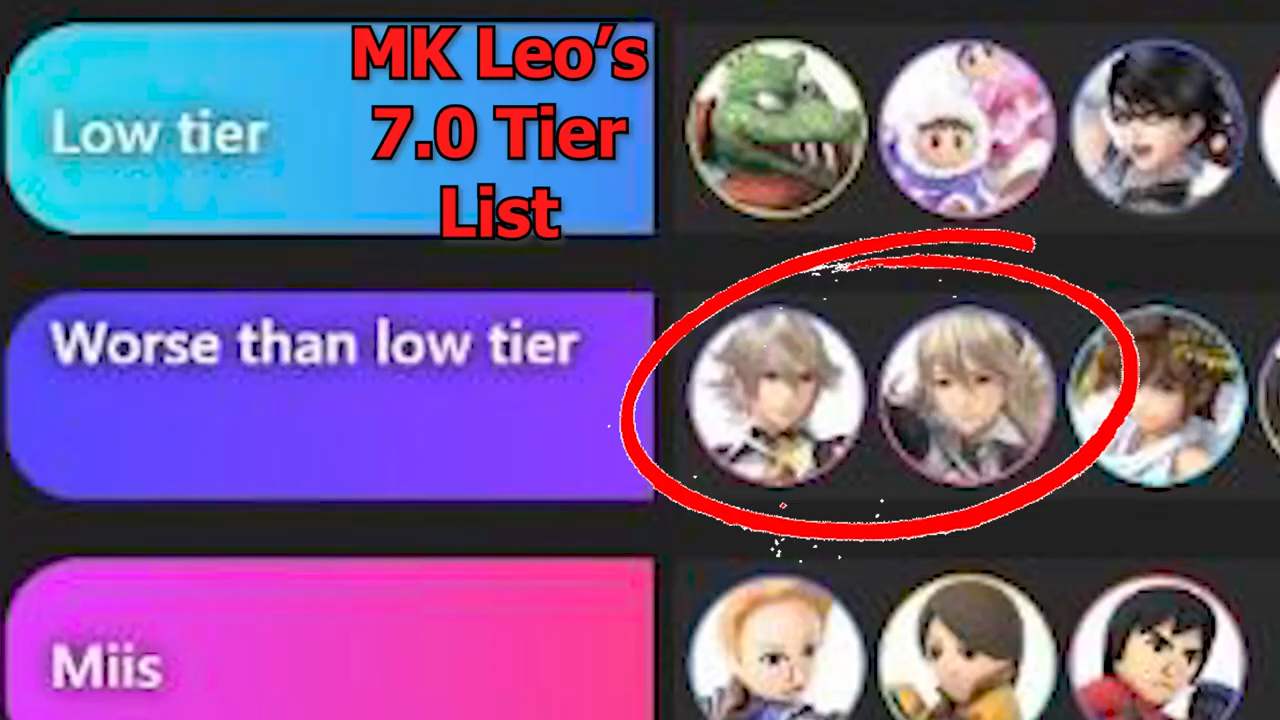 MK Leo’s
7.0 Tier
List
Low tier
Worse than low tier
Miis